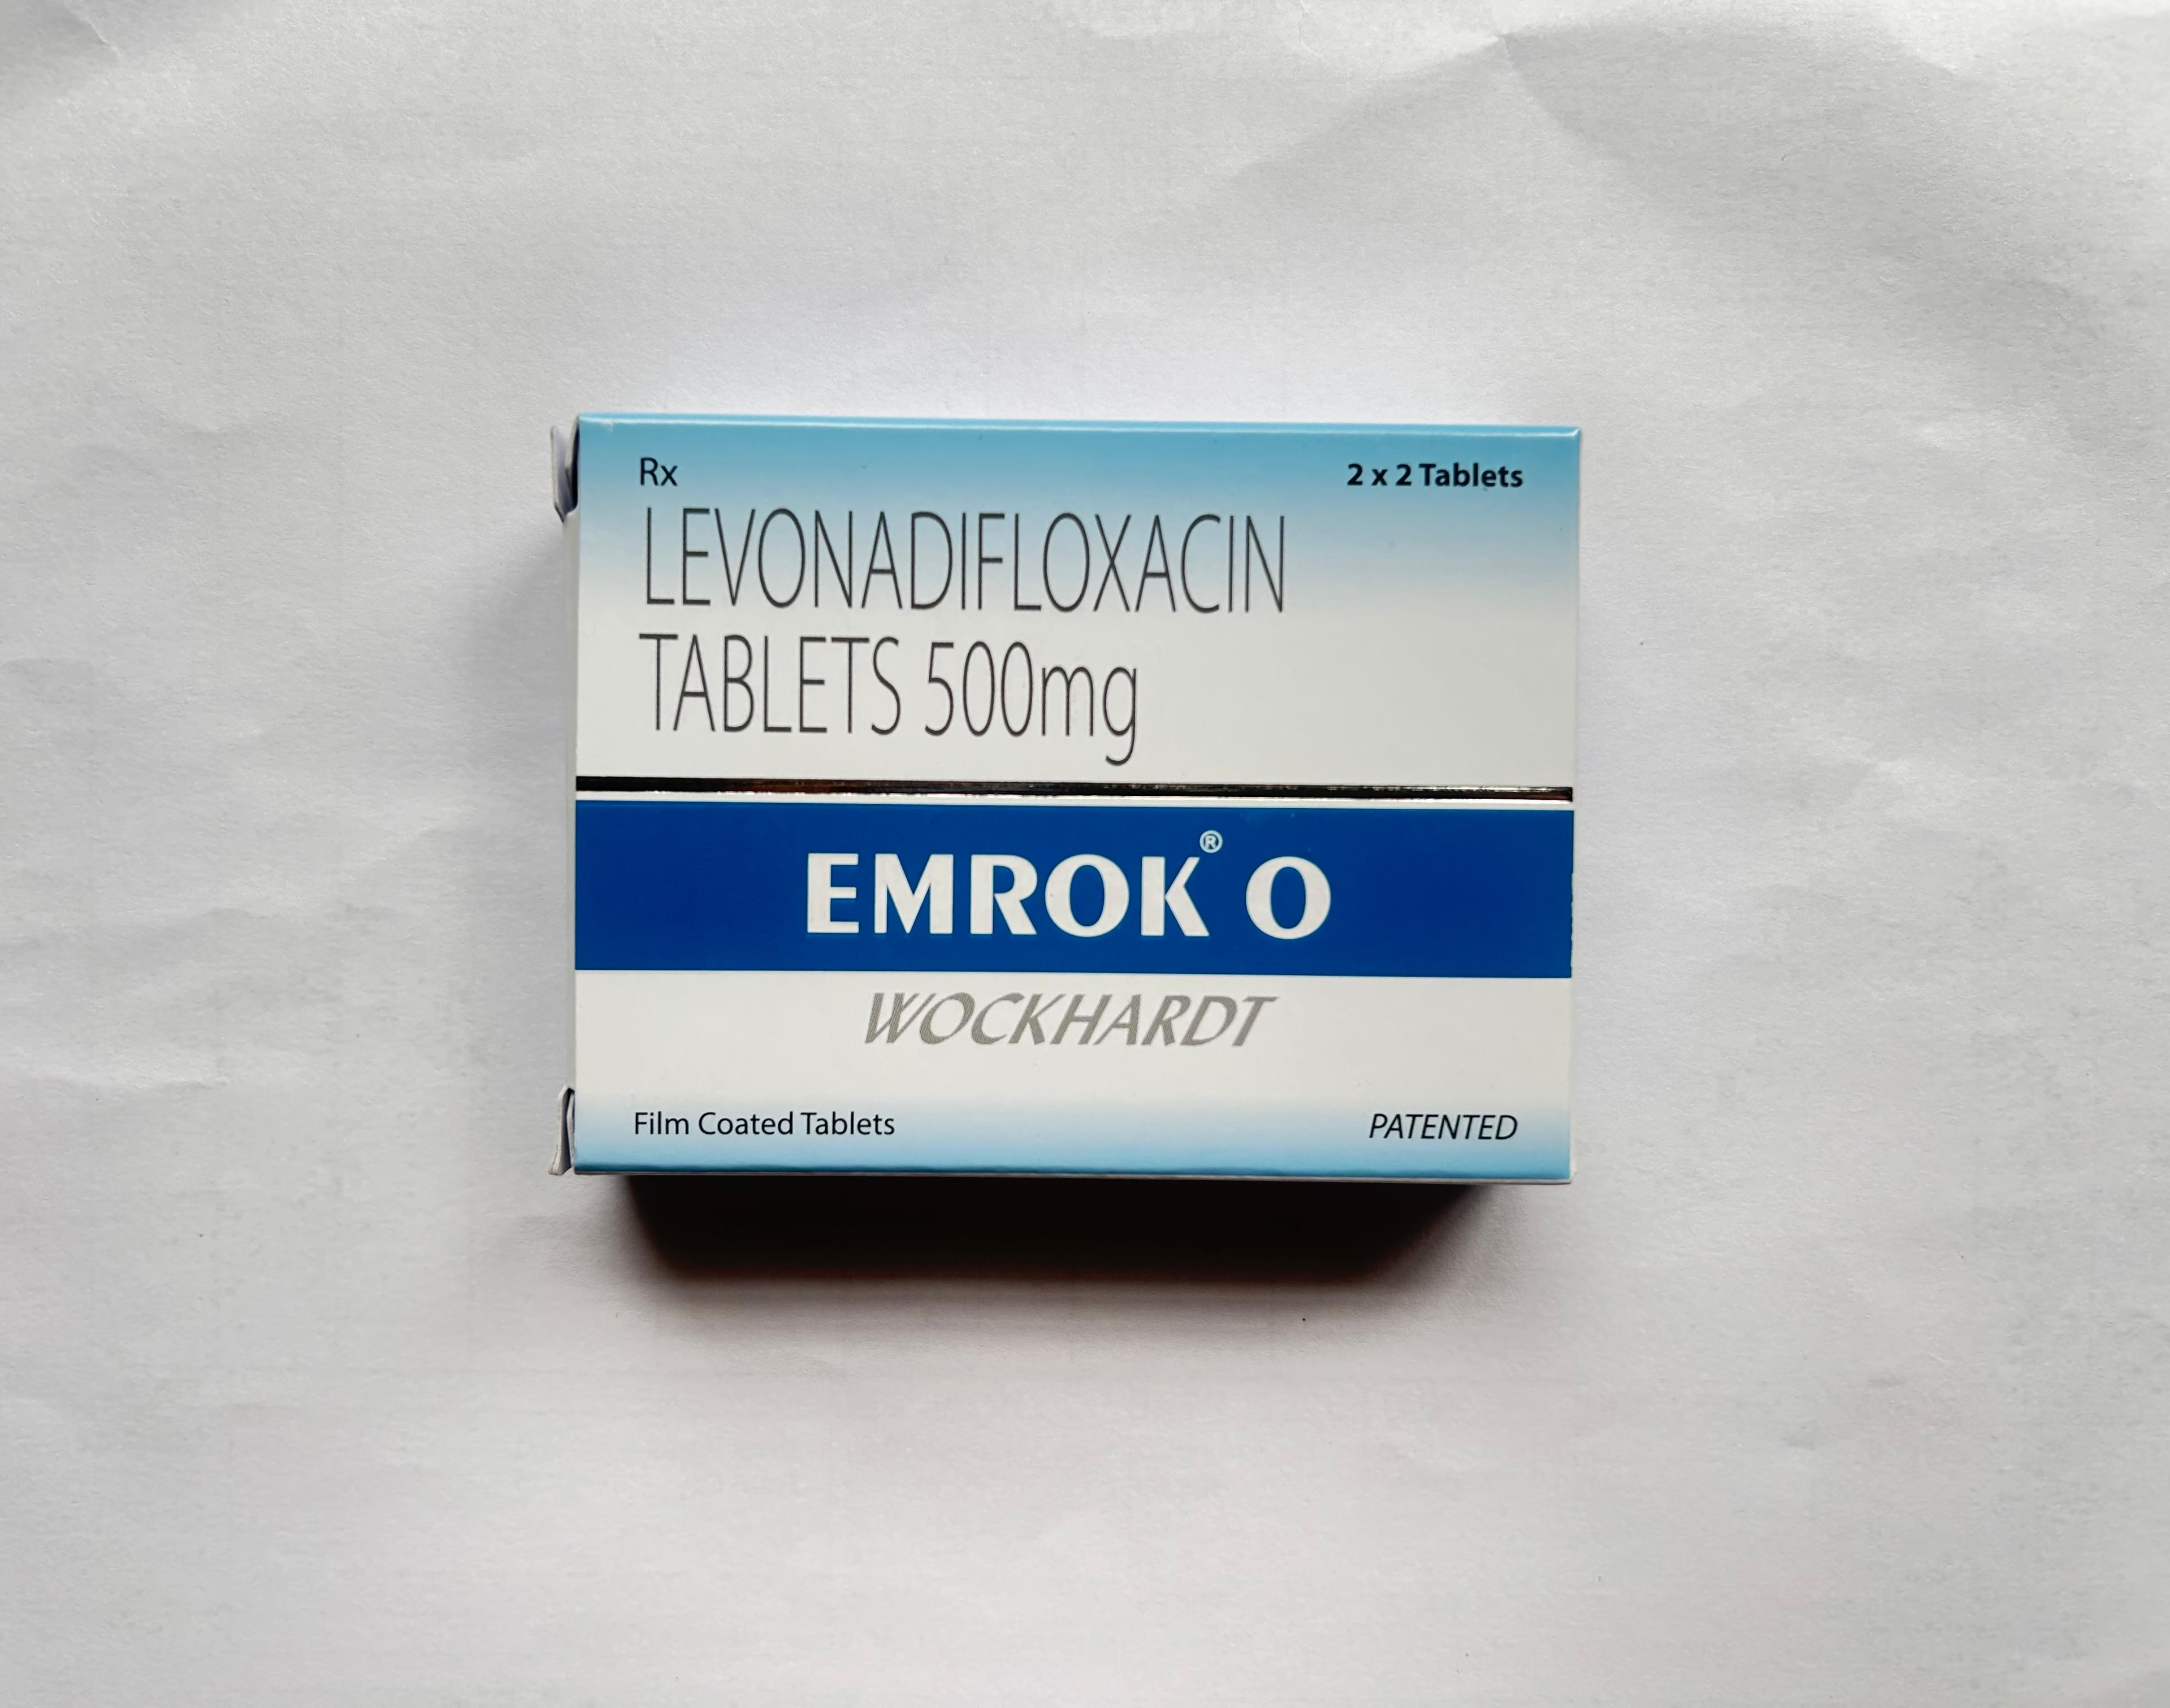 Rx
2 x 2 Tablets
LEVONADIFLOXACIN
TABLETS 500mg
EMROK® O
WOCKHARDT
Film Coated Tablets
PATENTED